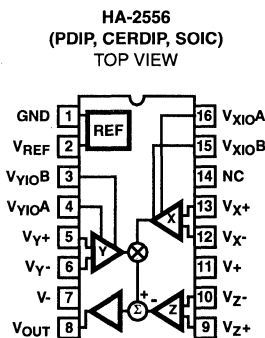 HA-2556
(PDIP, CERDIP, SOIC)
TOP VIEW
GND 1 REF 16 VXIOA
VREF 2 15 VXIOB
VYIOB 3 14 NC
VYIOA 4 X 13 VX+
VY+ 5 Y 12 VX-
VY- 6 11 V+
V- 7 + - Z 10 VZ-
VOUT 8 Σ 9 VZ+